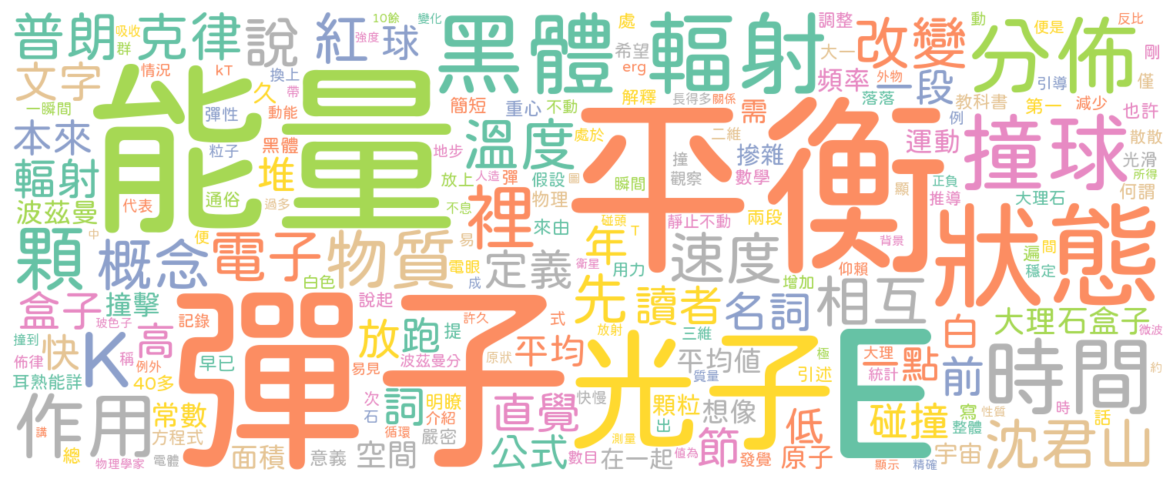 普朗克律
吸收
群
說
紅球
10餘
變化
強度
黑體輻射
處
希望
erg
調整
大一
改變
分佈
動
便是
反比
剛
文字
情況
kT
換上
帶
久
能量
彈性
動能
簡短
重心
不動
解釋
長得多
關係
需
頻率
外物
一段
落落
教科書
例
引導
第一
減少
僅
也許
一瞬間
本來
粒子
黑體
地步
溫度
處於
二維
平衡
運動
撞球
散散
光滑
所得
輻射
堆
通俗
過多
放上
人造
彈
假設
圖
撞
觀察
瞬間
摻雜
數學
顯
正負
推導
大理石
何謂
波茲曼
代表
不息
裡
物理
來由
碰頭
T
靜止不動
兩段
狀態
顆
中
概念
便
電子
物質
易
電眼
成
定義
年
衛星
用力
速度
背景
仰賴
遍
間
穩定
白色
盒子
撞擊
玻色子
說起
許久
記錄
先
讀者
增加
名詞
相互
大理石盒子
微波
撞到
佈律
快
K
稱
例外
高
早已
易見
彈子
放
跑
提
式
波茲曼分
原狀
平均
放射
光子
三維
平均值
質量
極
引述
E
白
大理
統計
點
前
時間
約
耳熟能詳
40多
作用
常數
方程式
次
石
詞
明瞭
介紹
循環
嚴密
直覺
快慢
顆粒
出
想像
低
碰撞
寫
整體
性質
時
話
講
總
物理學家
電體
面積
意義
空間
公式
測量
數目
在一起
值為
節
發覺
原子
顯示
精確
宇宙
沈君山